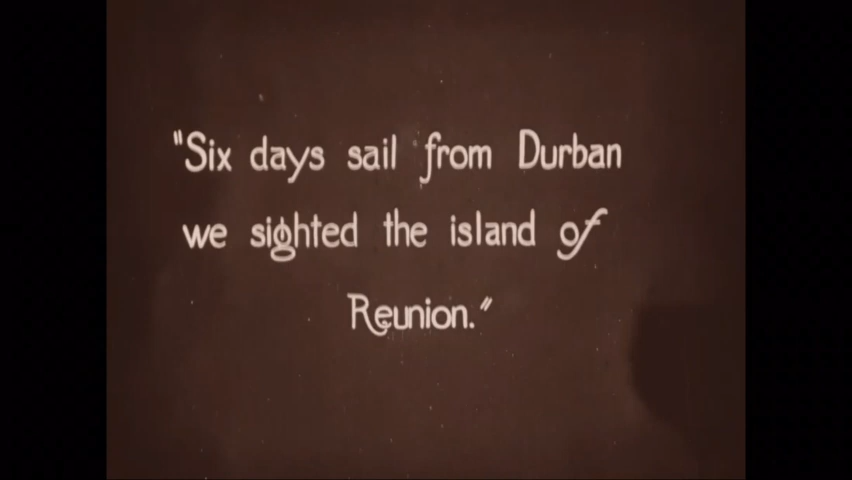 "Six days sail from Durban
we sighted the island of
Reunion."